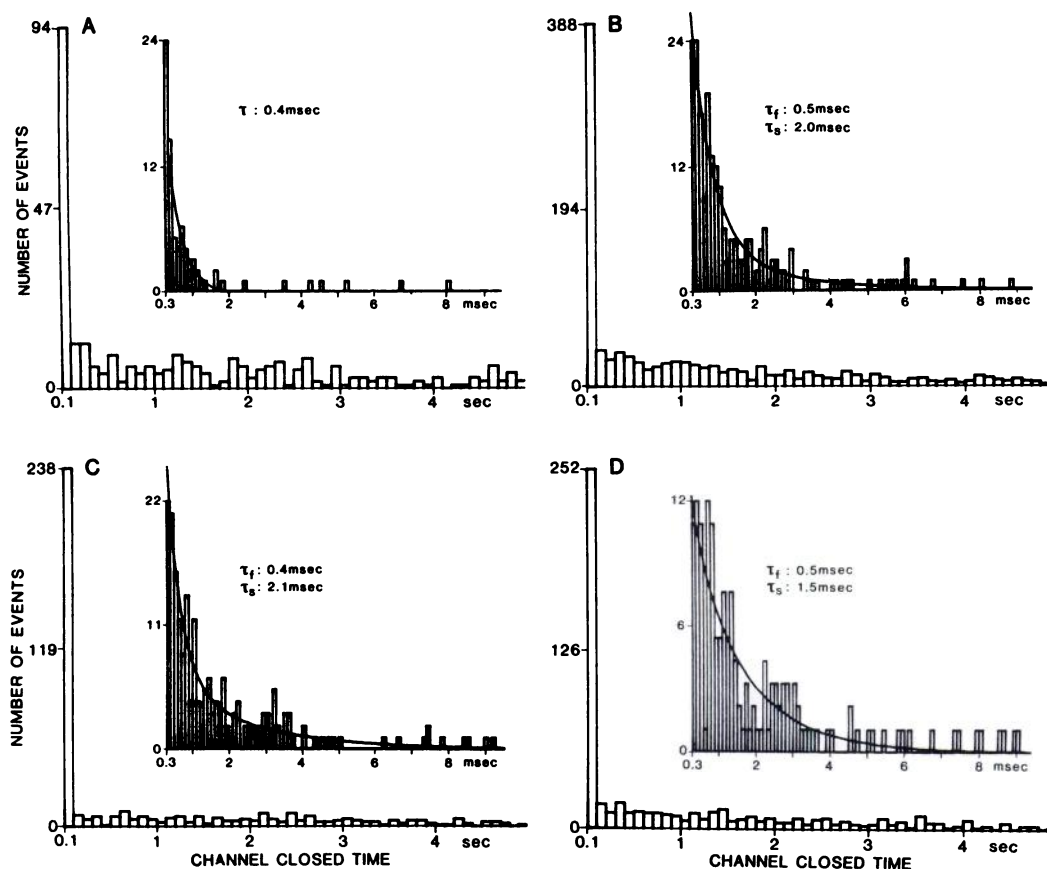 A
94
47
0
NUMBER OF EVENTS
24
12
0
τ : 0.4msec
0.3 2 4 6 8 msec
0.1 1 2 3 4 sec
B
388
194
0
24
12
0
τf : 0.5msec
τs : 2.0msec
0.3 2 4 6 8 msec
0.1 1 2 3 4 sec
C
238
119
0
NUMBER OF EVENTS
22
11
0
τf : 0.4msec
τs : 2.1msec
0.3 2 4 6 8 msec
0.1 1 2 3 4 sec
CHANNEL CLOSED TIME
D
252
126
0
12
6
0
τf : 0.5msec
τs : 1.5msec
0.3 2 4 6 8 msec
0.1 1 2 3 4 sec
CHANNEL CLOSED TIME